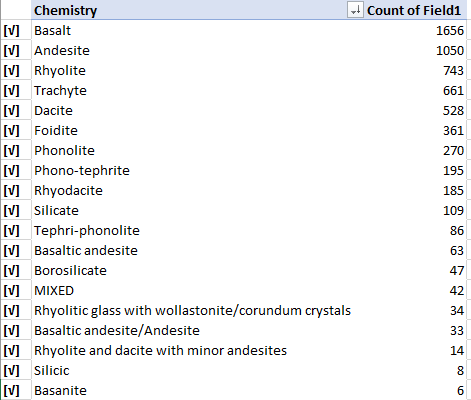 Chemistry Count of Field1
[√] Basalt 1656
[√] Andesite 1050
[√] Rhyolite 743
[√] Trachyte 661
[√] Dacite 528
[√] Foidite 361
[√] Phonolite 270
[√] Phono-tephrite 195
[√] Rhyodacite 185
[√] Silicate 109
[√] Tephri-phonolite 86
[√] Basaltic andesite 63
[√] Borosilicate 47
[√] MIXED 42
[√] Rhyolitic glass with wollastonite/corundum crystals 34
[√] Basaltic andesite/Andesite 33
[√] Rhyolite and dacite with minor andesites 14
[√] Silicic 8
[√] Basanite 6